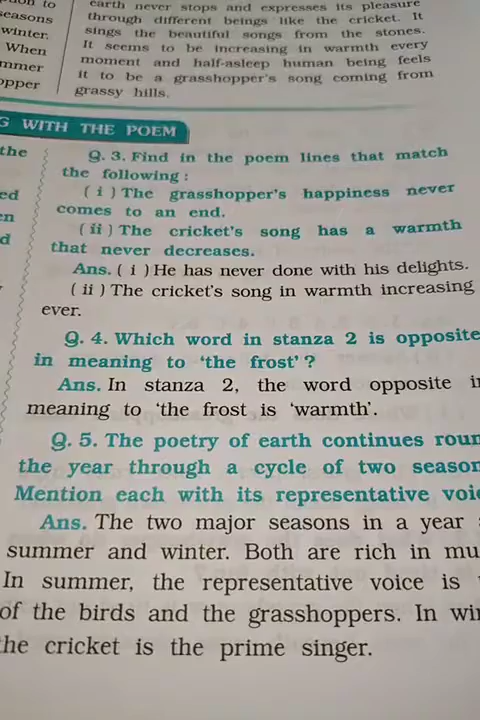 seasons
winter.
When
earth never stops and expresses its pleasure
through different beings like the cricket. It
sings the beautiful songs from the stones.
It seems to be increasing in warmth every
moment and half-asleep human being feels
it to be a grasshopper's song coming from
grassy hills.
WITH THE POEM
the
Q. 3. Find in the poem lines that match
the following :
( i ) The grasshopper's happiness never
comes to an end.
( ii ) The cricket's song has a warmth
that never decreases.
Ans. ( i ) He has never done with his delights.
( ii ) The cricket's song in warmth increasing
ever.
Q. 4. Which word in stanza 2 is opposite
in meaning to 'the frost' ?
Ans. In stanza 2, the word opposite
meaning to 'the frost is 'warmth'.
Q. 5. The poetry of earth continues
the year through a cycle of two
Mention each with its representative
Ans. The two major seasons in a year
summer and winter. Both are rich in
In summer, the representative voice is
of the birds and the grasshoppers. In
the cricket is the prime singer.